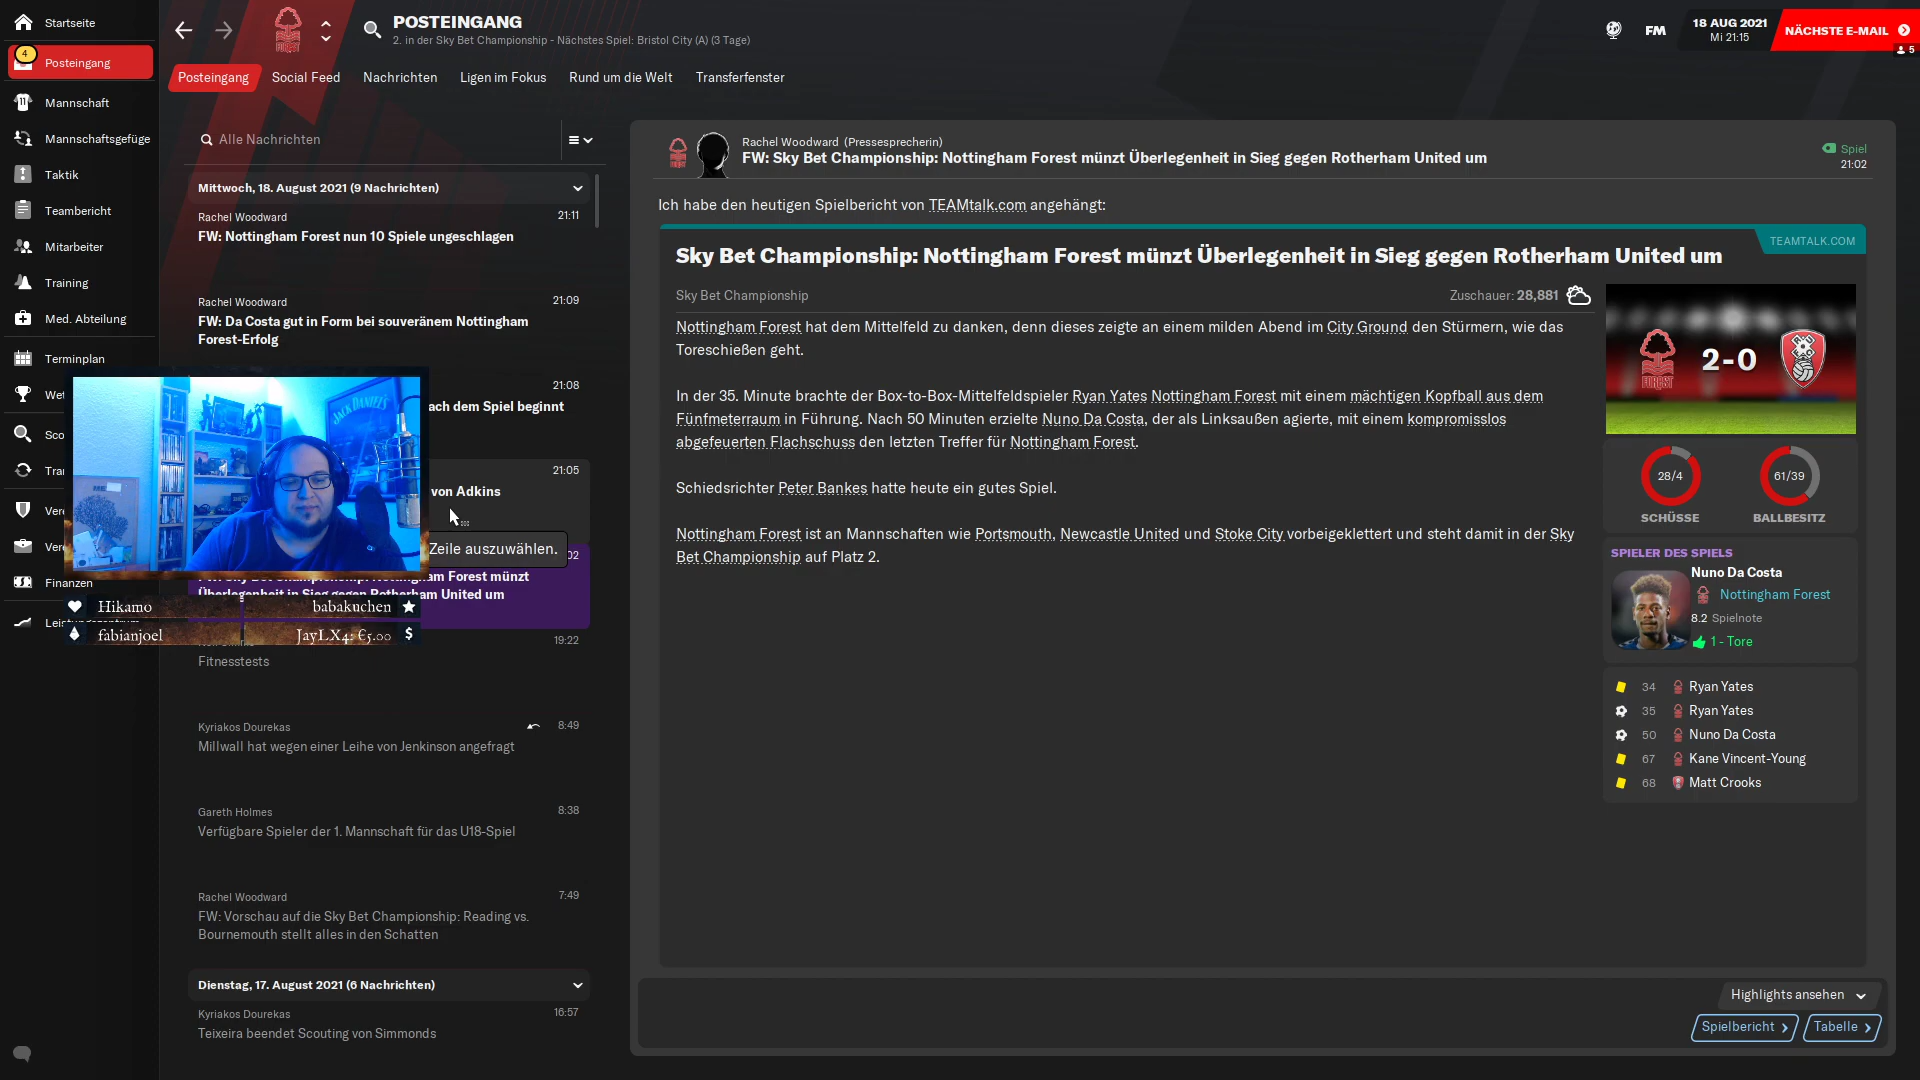 Startseite
4
Posteingang
Mannschaft
Mannschaftsgefüge
Taktik
Teambericht
Mitarbeiter
Training
Med. Abteilung
Terminplan
Finanzen
POSTEINGANG
2. in der Sky Bet Championship - Nächstes Spiel: Bristol City (A) (3 Tage)
FM
18 AUG 2021
Mi 21:15
NÄCHSTE E-MAIL
5
Posteingang
Social Feed
Nachrichten
Ligen im Fokus
Rund um die Welt
Transferfenster
Alle Nachrichten
Mittwoch, 18. August 2021 (9 Nachrichten)
Rachel Woodward
21:11
FW: Nottingham Forest nun 10 Spiele ungeschlagen
Rachel Woodward
21:09
FW: Da Costa gut in Form bei souveränem Nottingham
Forest-Erfolg
21:08
ach dem Spiel beginnt
21:05
von Adkins
Zeile auszuwählen.
02
Forest münzt
Überlegenheit in Sieg gegen Rotherham United um
JACK DANIEL'S
Hikamo
babakuchen
fabianjoel
JayLX4: €5.00
19:22
Fitnesstests
Kyriakos Dourekas
8:49
Millwall hat wegen einer Leihe von Jenkinson angefragt
Gareth Holmes
8:38
Verfügbare Spieler der 1. Mannschaft für das U18-Spiel
Rachel Woodward
7:49
FW: Vorschau auf die Sky Bet Championship: Reading vs.
Bournemouth stellt alles in den Schatten
Dienstag, 17. August 2021 (6 Nachrichten)
Kyriakos Dourekas
16:57
Teixeira beendet Scouting von Simmonds
Rachel Woodward (Pressesprecherin)
FW: Sky Bet Championship: Nottingham Forest münzt Überlegenheit in Sieg gegen Rotherham United um
Spiel
21:02
Ich habe den heutigen Spielbericht von TEAMtalk.com angehängt:
TEAMTALK.COM
Sky Bet Championship: Nottingham Forest münzt Überlegenheit in Sieg gegen Rotherham United um
Sky Bet Championship
Zuschauer: 28,881
Nottingham Forest hat dem Mittelfeld zu danken, denn dieses zeigte an einem milden Abend im City Ground den Stürmern, wie das
Toreschießen geht.
In der 35. Minute brachte der Box-to-Box-Mittelfeldspieler Ryan Yates Nottingham Forest mit einem mächtigen Kopfball aus dem
Fünfmeterraum in Führung. Nach 50 Minuten erzielte Nuno Da Costa, der als Linksaußen agierte, mit einem kompromisslos
abgefeuerten Flachschuss den letzten Treffer für Nottingham Forest.
Schiedsrichter Peter Bankes hatte heute ein gutes Spiel.
Nottingham Forest ist an Mannschaften wie Portsmouth, Newcastle United und Stoke City vorbeigeklettert und steht damit in der Sky
Bet Championship auf Platz 2.
FOREST
2-0
28/4
SCHÜSSE
61/39
BALLBESITZ
SPIELER DES SPIELS
Nuno Da Costa
Nottingham Forest
8.2 Spielnote
1 - Tore
34 Ryan Yates
35 Ryan Yates
50 Nuno Da Costa
67 Kane Vincent-Young
68 Matt Crooks
Highlights ansehen
Spielbericht
Tabelle